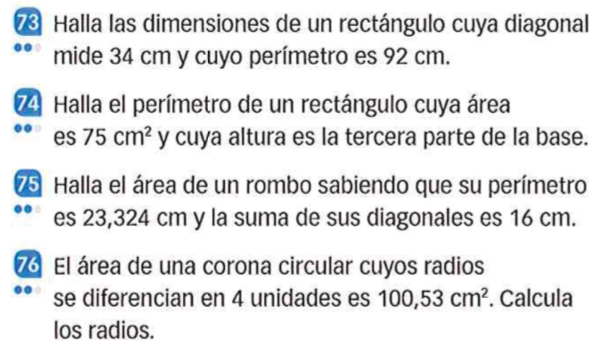 73 Halla las dimensiones de un rectángulo cuya diagonal
mide 34 cm y cuyo perímetro es 92 cm.
74 Halla el perímetro de un rectángulo cuya área
es 75 cm² y cuya altura es la tercera parte de la base.
75 Halla el área de un rombo sabiendo que su perímetro
es 23,324 cm y la suma de sus diagonales es 16 cm.
76 El área de una corona circular cuyos radios
se diferencian en 4 unidades es 100,53 cm². Calcula
los radios.